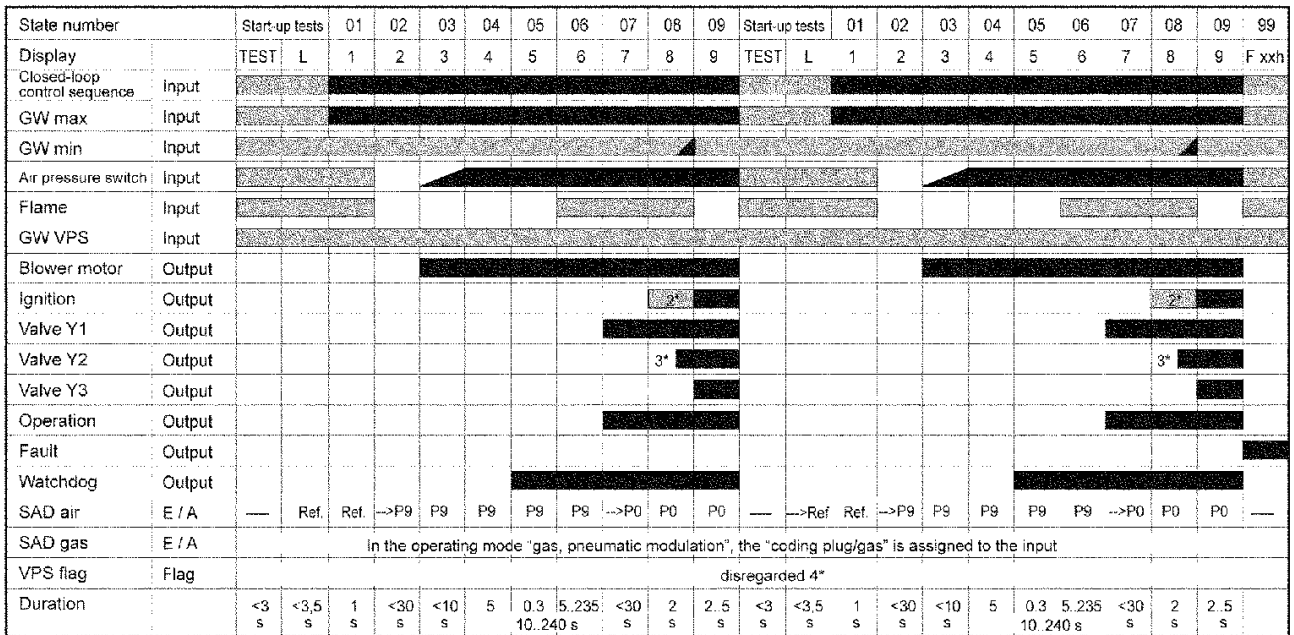 State number Start-up tests 01 02 03 04 05 06 07 08 09 Start-up tests 01 02 03 04 05 06 07 08 09 99
Display TEST L 1 2 3 4 5 6 7 8 9 TEST L 1 2 3 4 5 6 7 8 9 F xxh
Closed-loop
control sequence Input
GW max Input
GW min Input
Air pressure switch Input
Flame Input
GW VPS Input
Blower motor Output
Ignition Output 2* 2*
Valve Y1 Output
Valve Y2 Output 3* 3*
Valve Y3 Output
Operation Output
Fault Output
Watchdog Output
SAD air E / A — Ref. Ref. -->P9 P9 P9 P9 P9 -->P0 P0 P0 — -->Ref Ref. -->P9 P9 P9 P9 P9 -->P0 P0 P0 —
SAD gas E / A In the operating mode "gas, pneumatic modulation", the "coding plug/gas" is assigned to the input
VPS flag Flag disregarded 4*
Duration <3 <3,5 1 <30 <10 5 0.3 5..235 <30 2 2..5 <3 <3,5 1 <30 <10 5 0.3 5..235 <30 2 2..5
s s s s s 10..240 s s s s s s s s s 10..240 s s s s